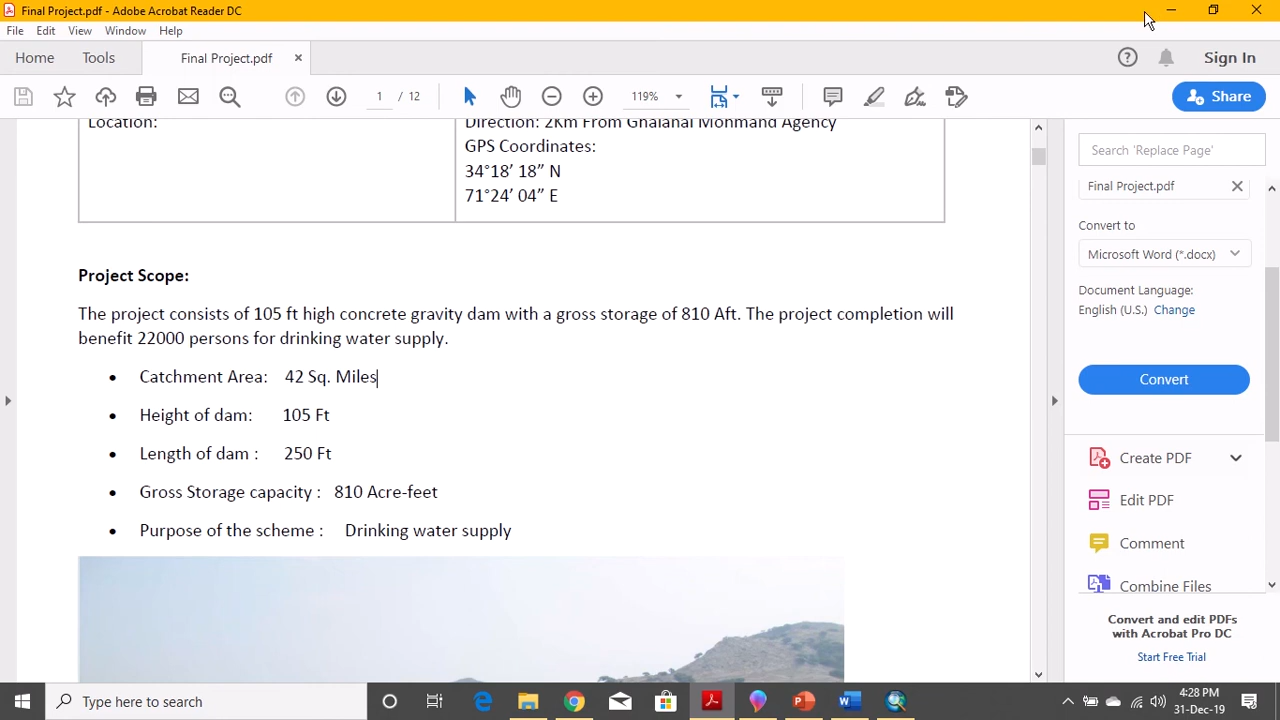 Final Project.pdf - Adobe Acrobat Reader DC
File Edit View Window Help
Home Tools Final Project.pdf Sign In
1 / 12 119% Share
Location:
Direction: 2Km From Ghalanai Mohmand Agency
GPS Coordinates:
34°18’ 18” N
71°24’ 04” E
Project Scope:
The project consists of 105 ft high concrete gravity dam with a gross storage of 810 Aft. The project completion will
benefit 22000 persons for drinking water supply.
• Catchment Area: 42 Sq. Miles
• Height of dam: 105 Ft
• Length of dam : 250 Ft
• Gross Storage capacity : 810 Acre-feet
• Purpose of the scheme : Drinking water supply
Search 'Replace Page'
Final Project.pdf
Convert to
Microsoft Word (*.docx)
Document Language:
English (U.S.) Change
Convert
Create PDF
Edit PDF
Comment
Combine Files
Convert and edit PDFs
with Acrobat Pro DC
Start Free Trial
Type here to search
4:28 PM
31-Dec-19